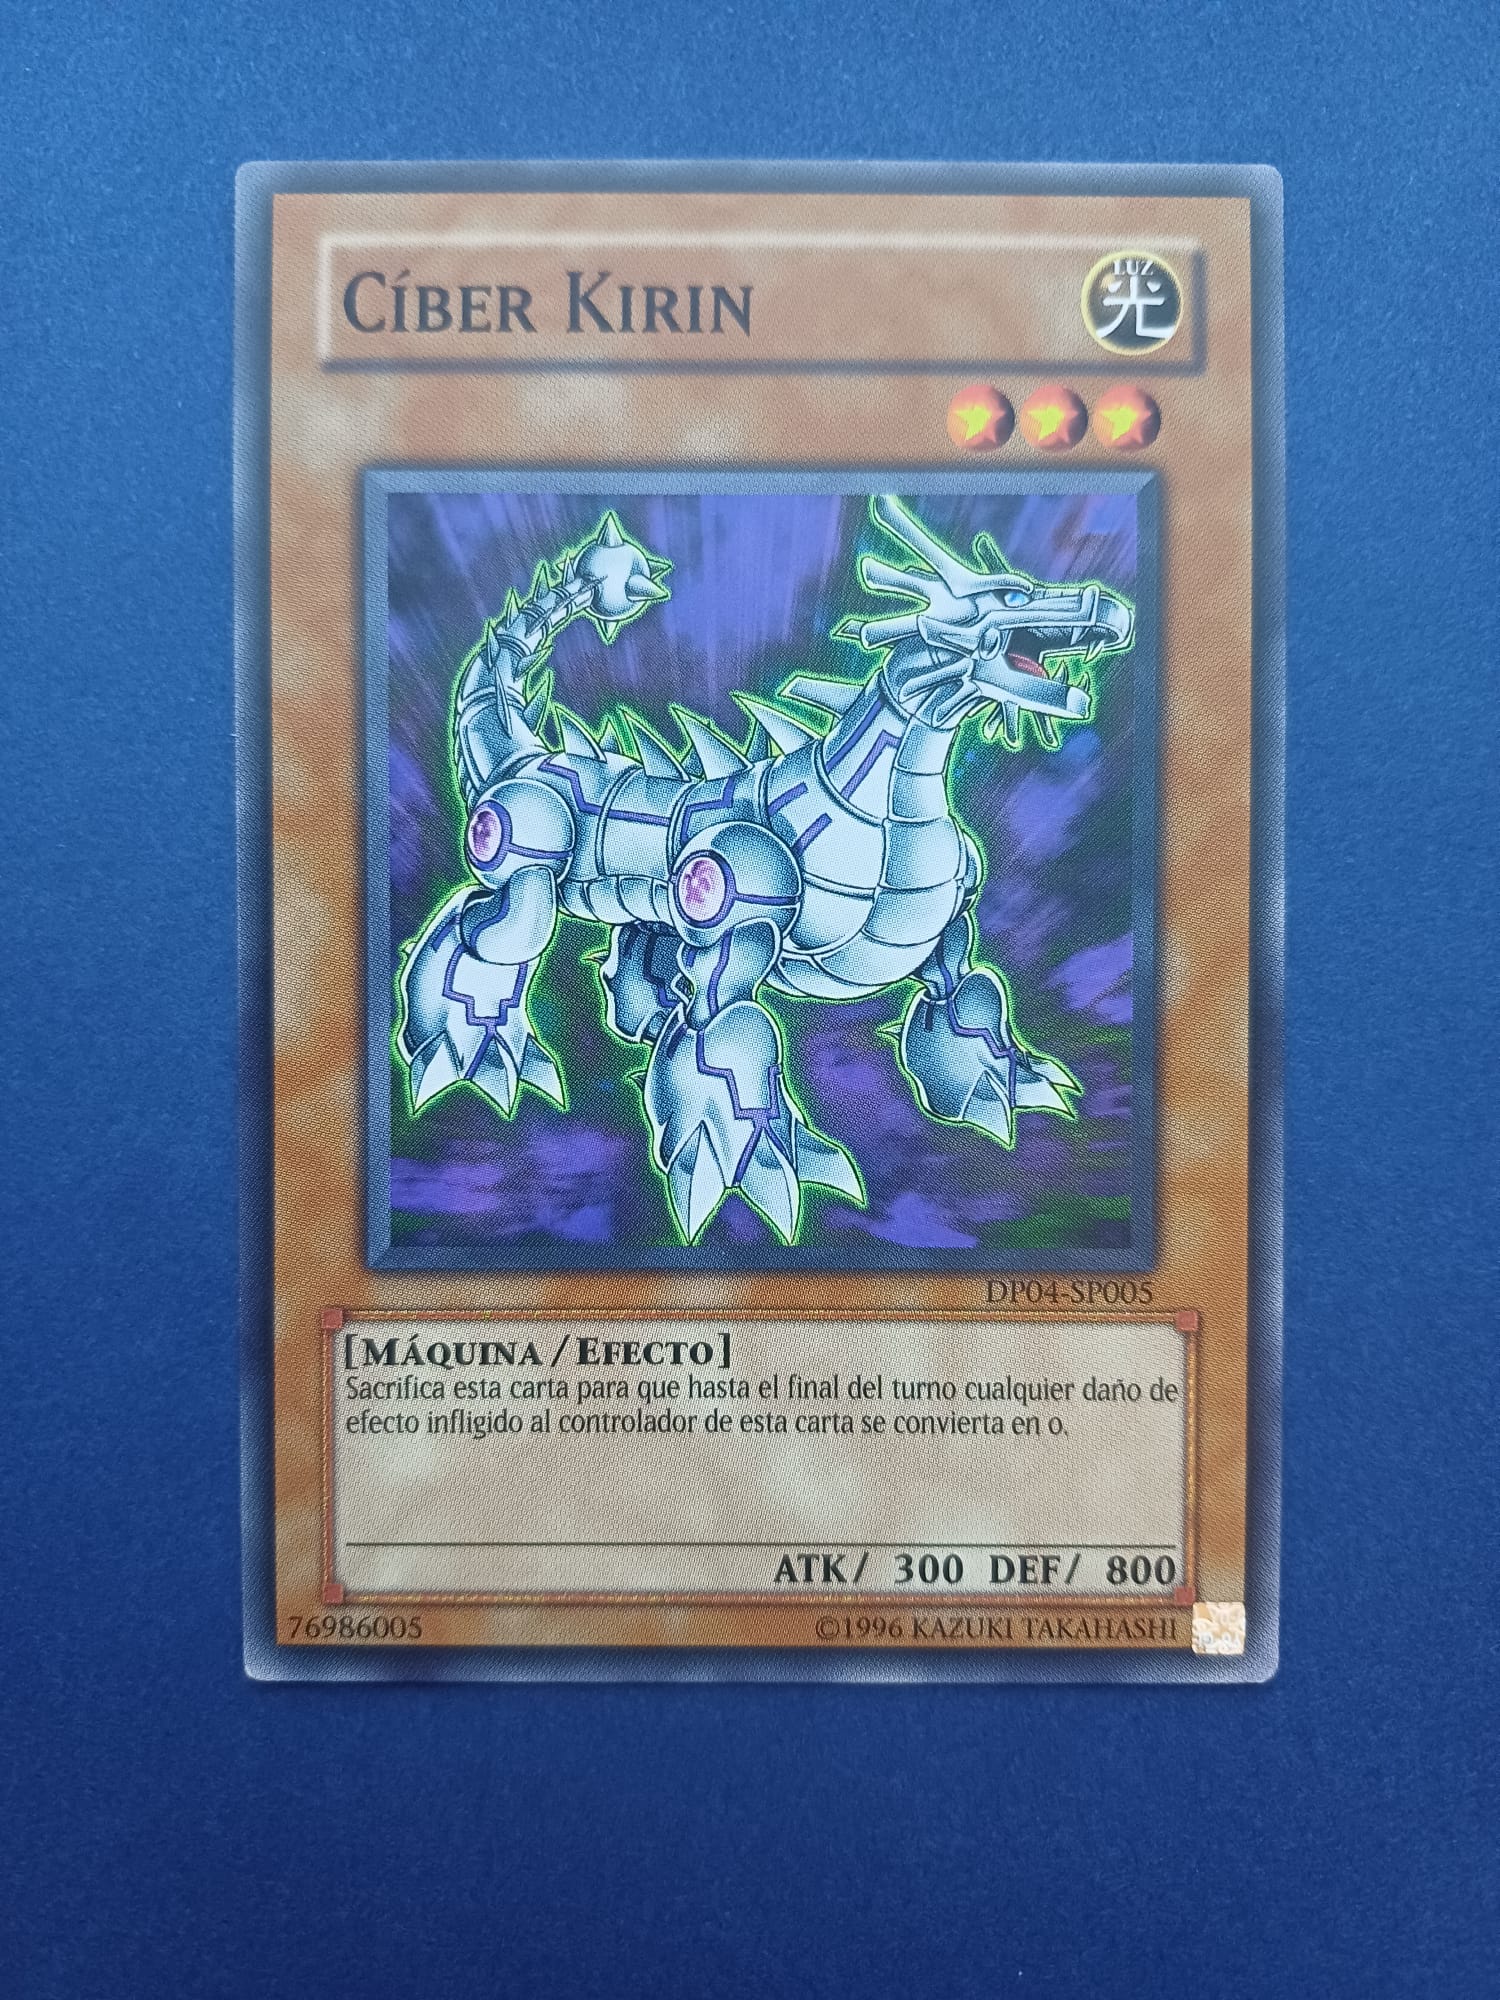 CÍBER KIRIN
LUZ
光
DP04-SP005
[MÁQUINA/EFECTO]
Sacrifica esta carta para que hasta el final del turno cualquier daño de
efecto infligido al controlador de esta carta se convierta en 0.
ATK/ 300 DEF/ 800
76986005
©1996 KAZUKI TAKAHASHI